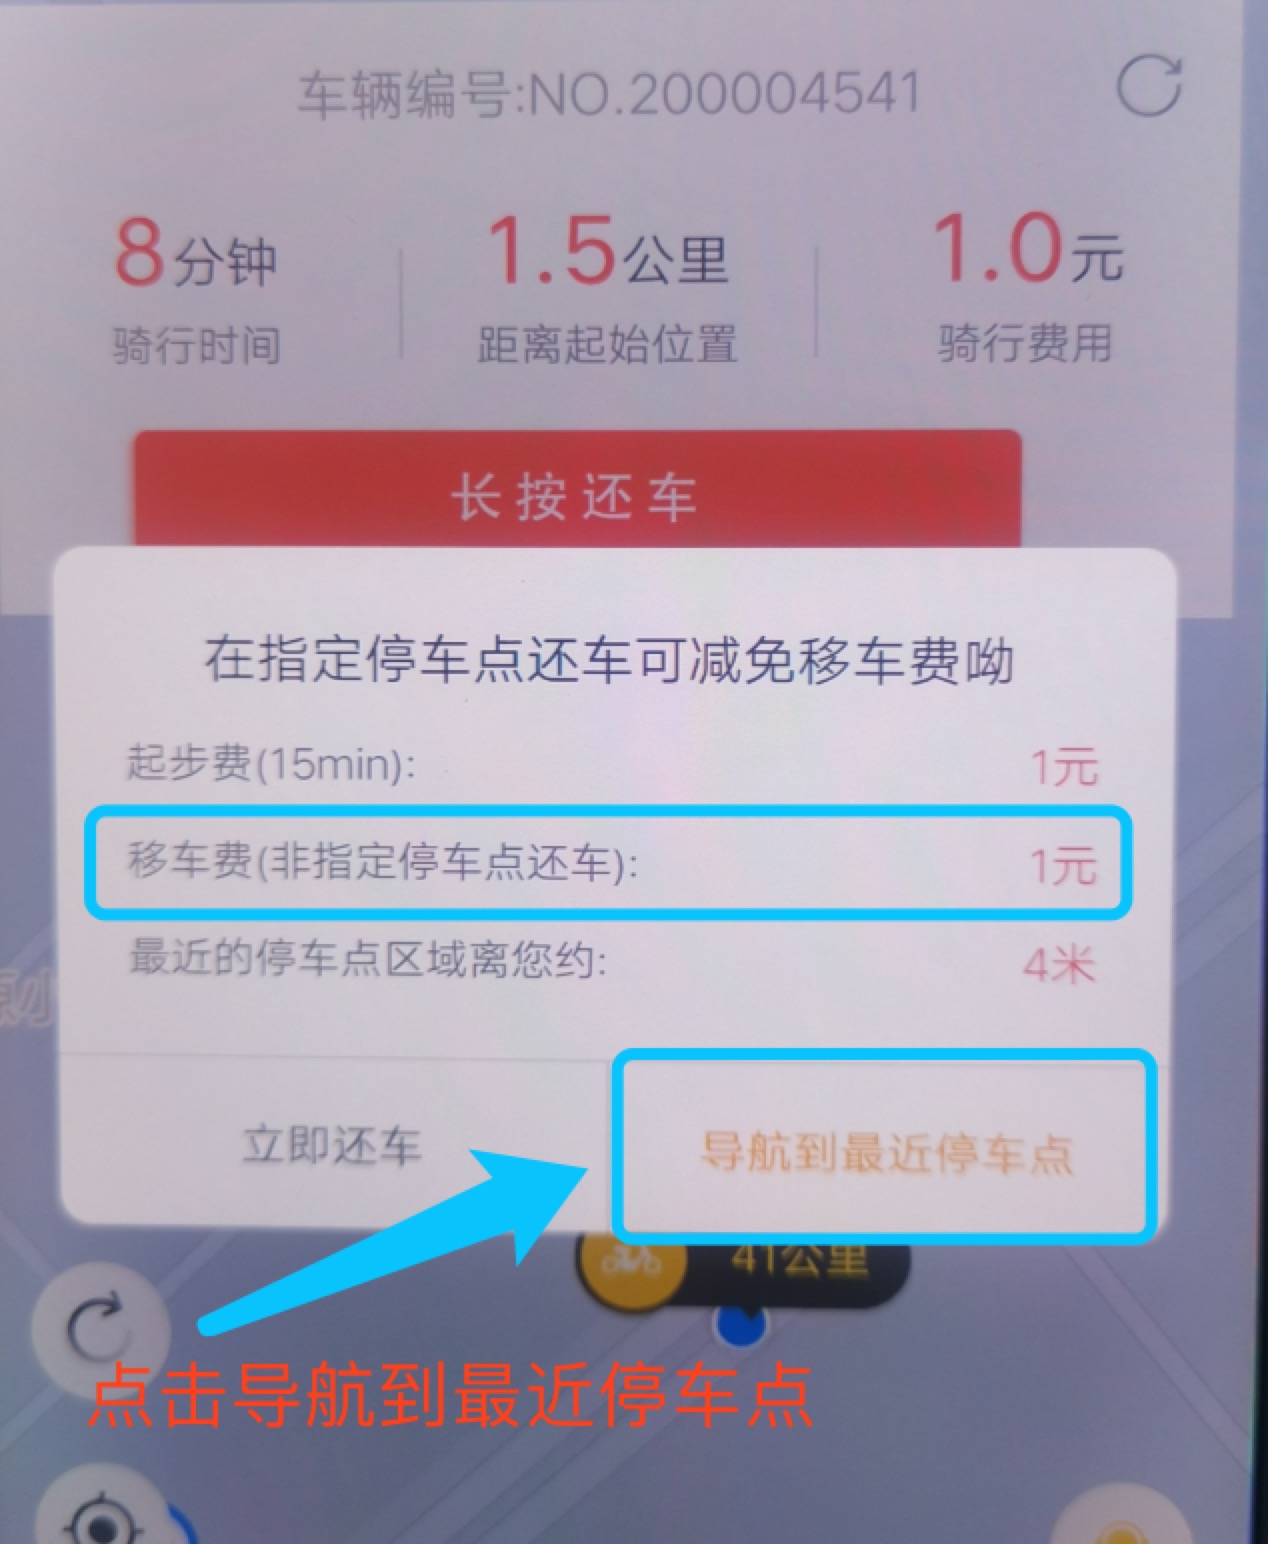 车辆编号:NO.200004541
8分钟 1.5公里 1.0元
骑行时间 距离起始位置 骑行费用
长按还车
在指定停车点还车可减免移车费呦
起步费(15min): 1元
移车费(非指定停车点还车): 1元
最近的停车点区域离您约: 4米
立即还车 导航到最近停车点
41公里
点击导航到最近停车点